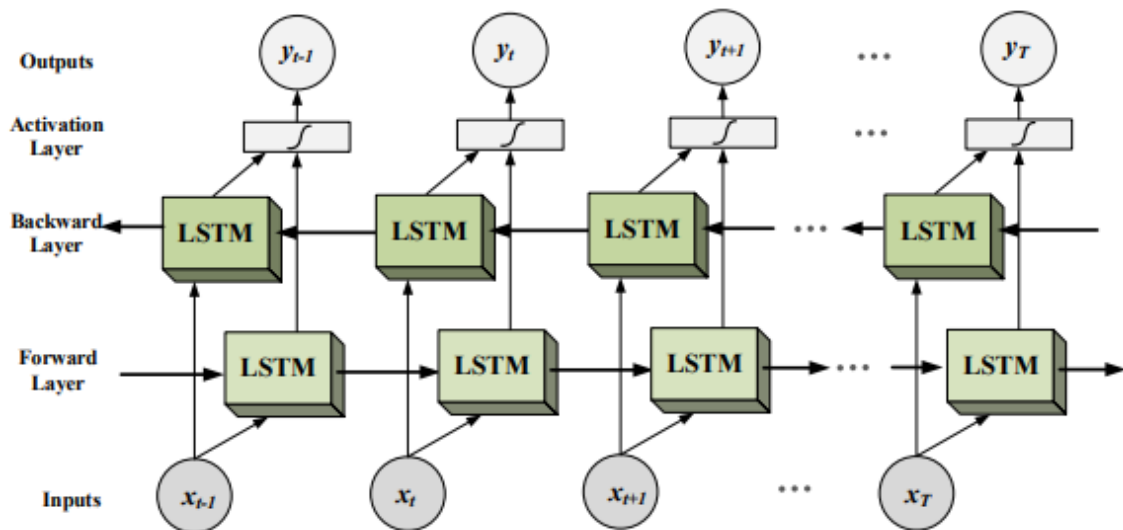 Outputs
y_{t-1} y_t y_{t+1} ... y_T
Activation
Layer
∫ ∫ ∫ ... ∫
Backward
Layer
LSTM LSTM LSTM ... LSTM
Forward
Layer
LSTM LSTM LSTM ... LSTM
Inputs
x_{t-1} x_t x_{t+1} ... x_T